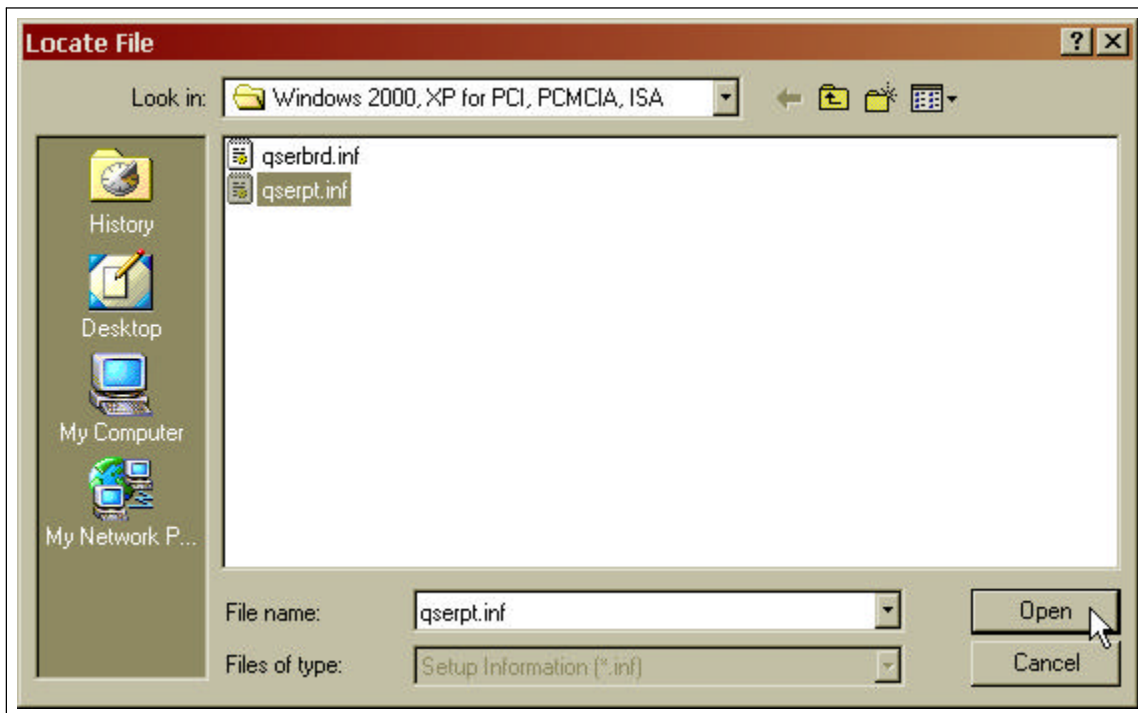 Locate File
Look in:
Windows 2000, XP for PCI, PCMCIA, ISA
qserbrd.inf
qserpt.inf
History
Desktop
My Computer
My Network P...
File name:
qserpt.inf
Open
Files of type:
Setup Information (*.inf)
Cancel